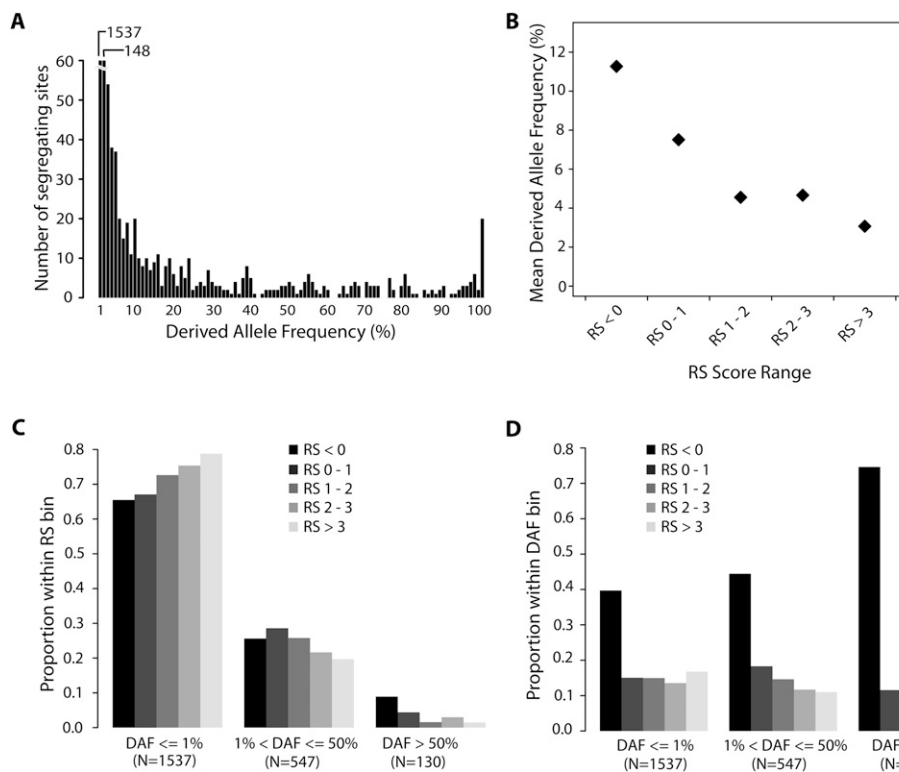 A
1537
148
Number of segregating sites
60
50
40
30
20
10
0
1 10 20 30 40 50 60 70 80 90 100
Derived Allele Frequency (%)
B
Mean Derived Allele Frequency (%)
12
10
8
6
4
2
0
RS < 0 RS 0 - 1 RS 1 - 2 RS 2 - 3 RS > 3
RS Score Range
C
Proportion within RS bin
0.8
0.7
0.6
0.5
0.4
0.3
0.2
0.1
0.0
RS < 0
RS 0 - 1
RS 1 - 2
RS 2 - 3
RS > 3
DAF <= 1% 1% < DAF <= 50% DAF > 50%
(N=1537) (N=547) (N=130)
D
Proportion within DAF bin
0.8
0.7
0.6
0.5
0.4
0.3
0.2
0.1
0.0
RS < 0
RS 0 - 1
RS 1 - 2
RS 2 - 3
RS > 3
DAF <= 1% 1% < DAF <= 50% DAF
(N=1537) (N=547) (N=